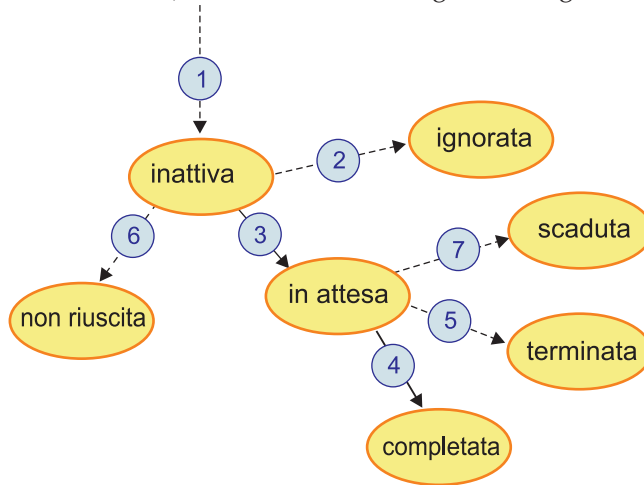 1
ignorata
2
inattiva
scaduta
6
3
7
in attesa
non riuscita
5
terminata
4
completata